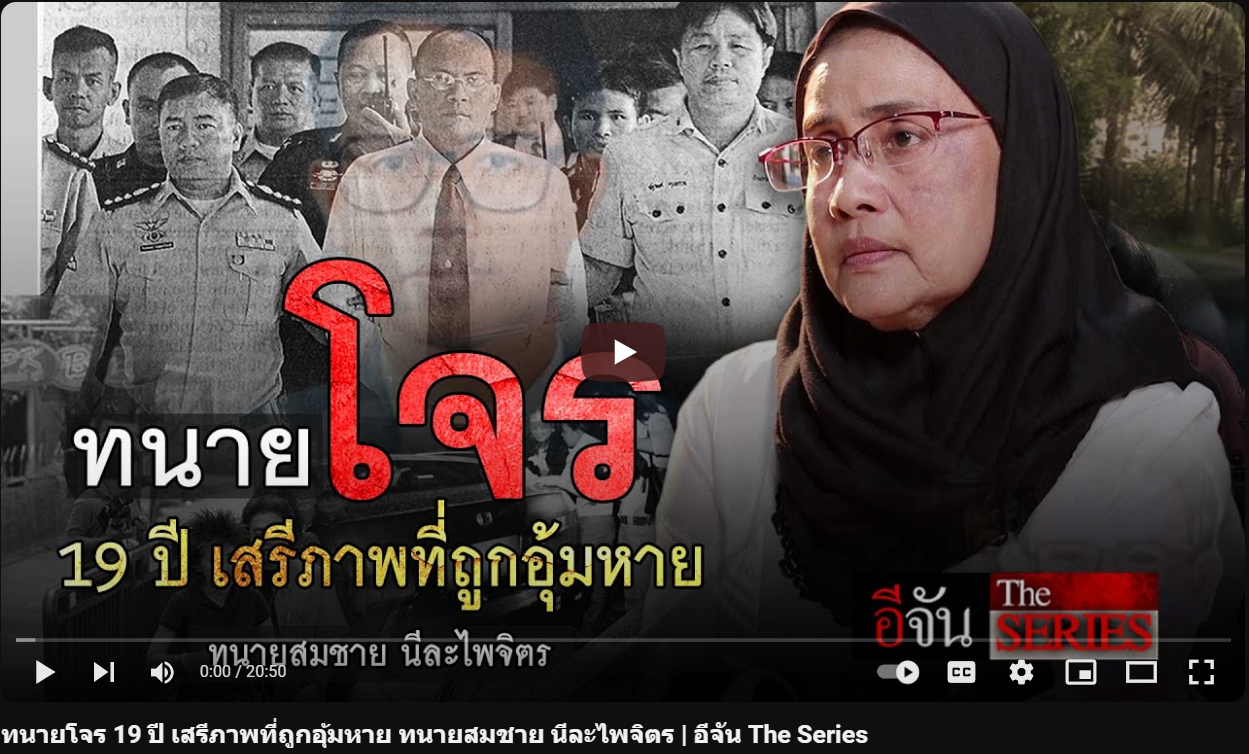 ทนายโจร
19 ปี เสรีภาพที่ถูกอุ้มหาย
ทนายสมชาย นีละไพจิตร
อีจัน The SERIES
0:00 / 20:50
CC
ทนายโจร 19 ปี เสรีภาพที่ถูกอุ้มหาย ทนายสมชาย นีละไพจิตร | อีจัน The Series